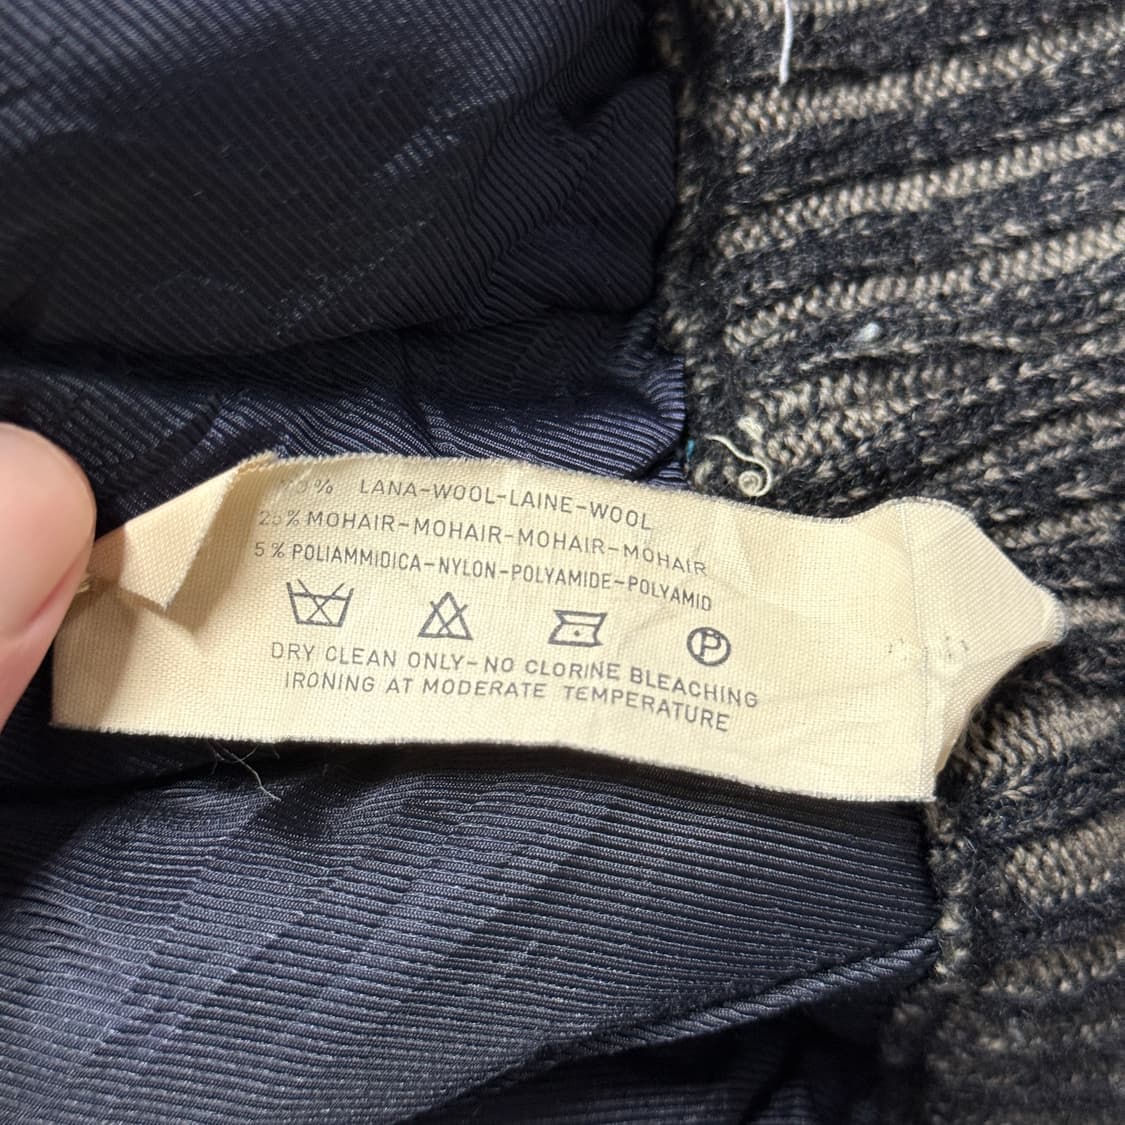 % LANA-WOOL-LAINE-WOOL
% MOHAIR-MOHAIR-MOHAIR-MOHAIR
5 % POLIAMMIDICA-NYLON-POLYAMIDE-POLYAMID
P
DRY CLEAN ONLY-NO CLORINE BLEACHING
IRONING AT MODERATE TEMPERATURE